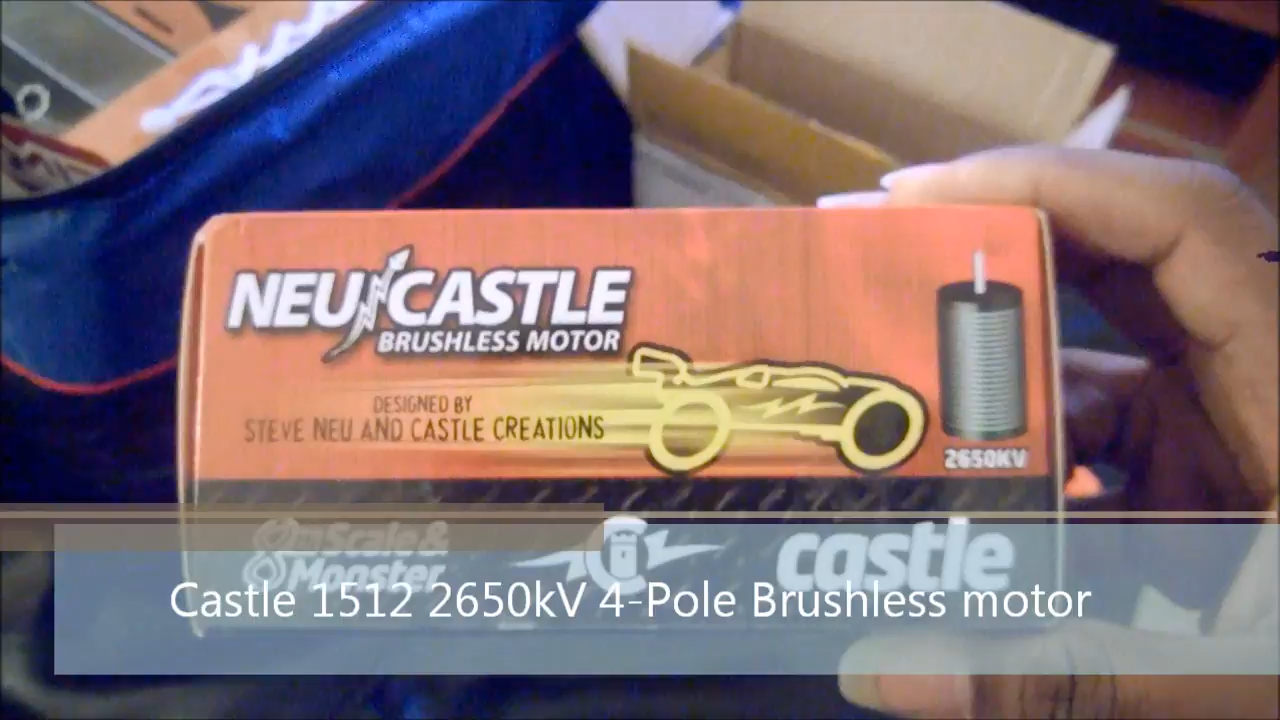 NEU CASTLE
BRUSHLESS MOTOR
DESIGNED BY
STEVE NEU AND CASTLE CREATIONS
2650KV
Scale &
Monster
castle
Castle 1512 2650kV 4-Pole Brushless motor